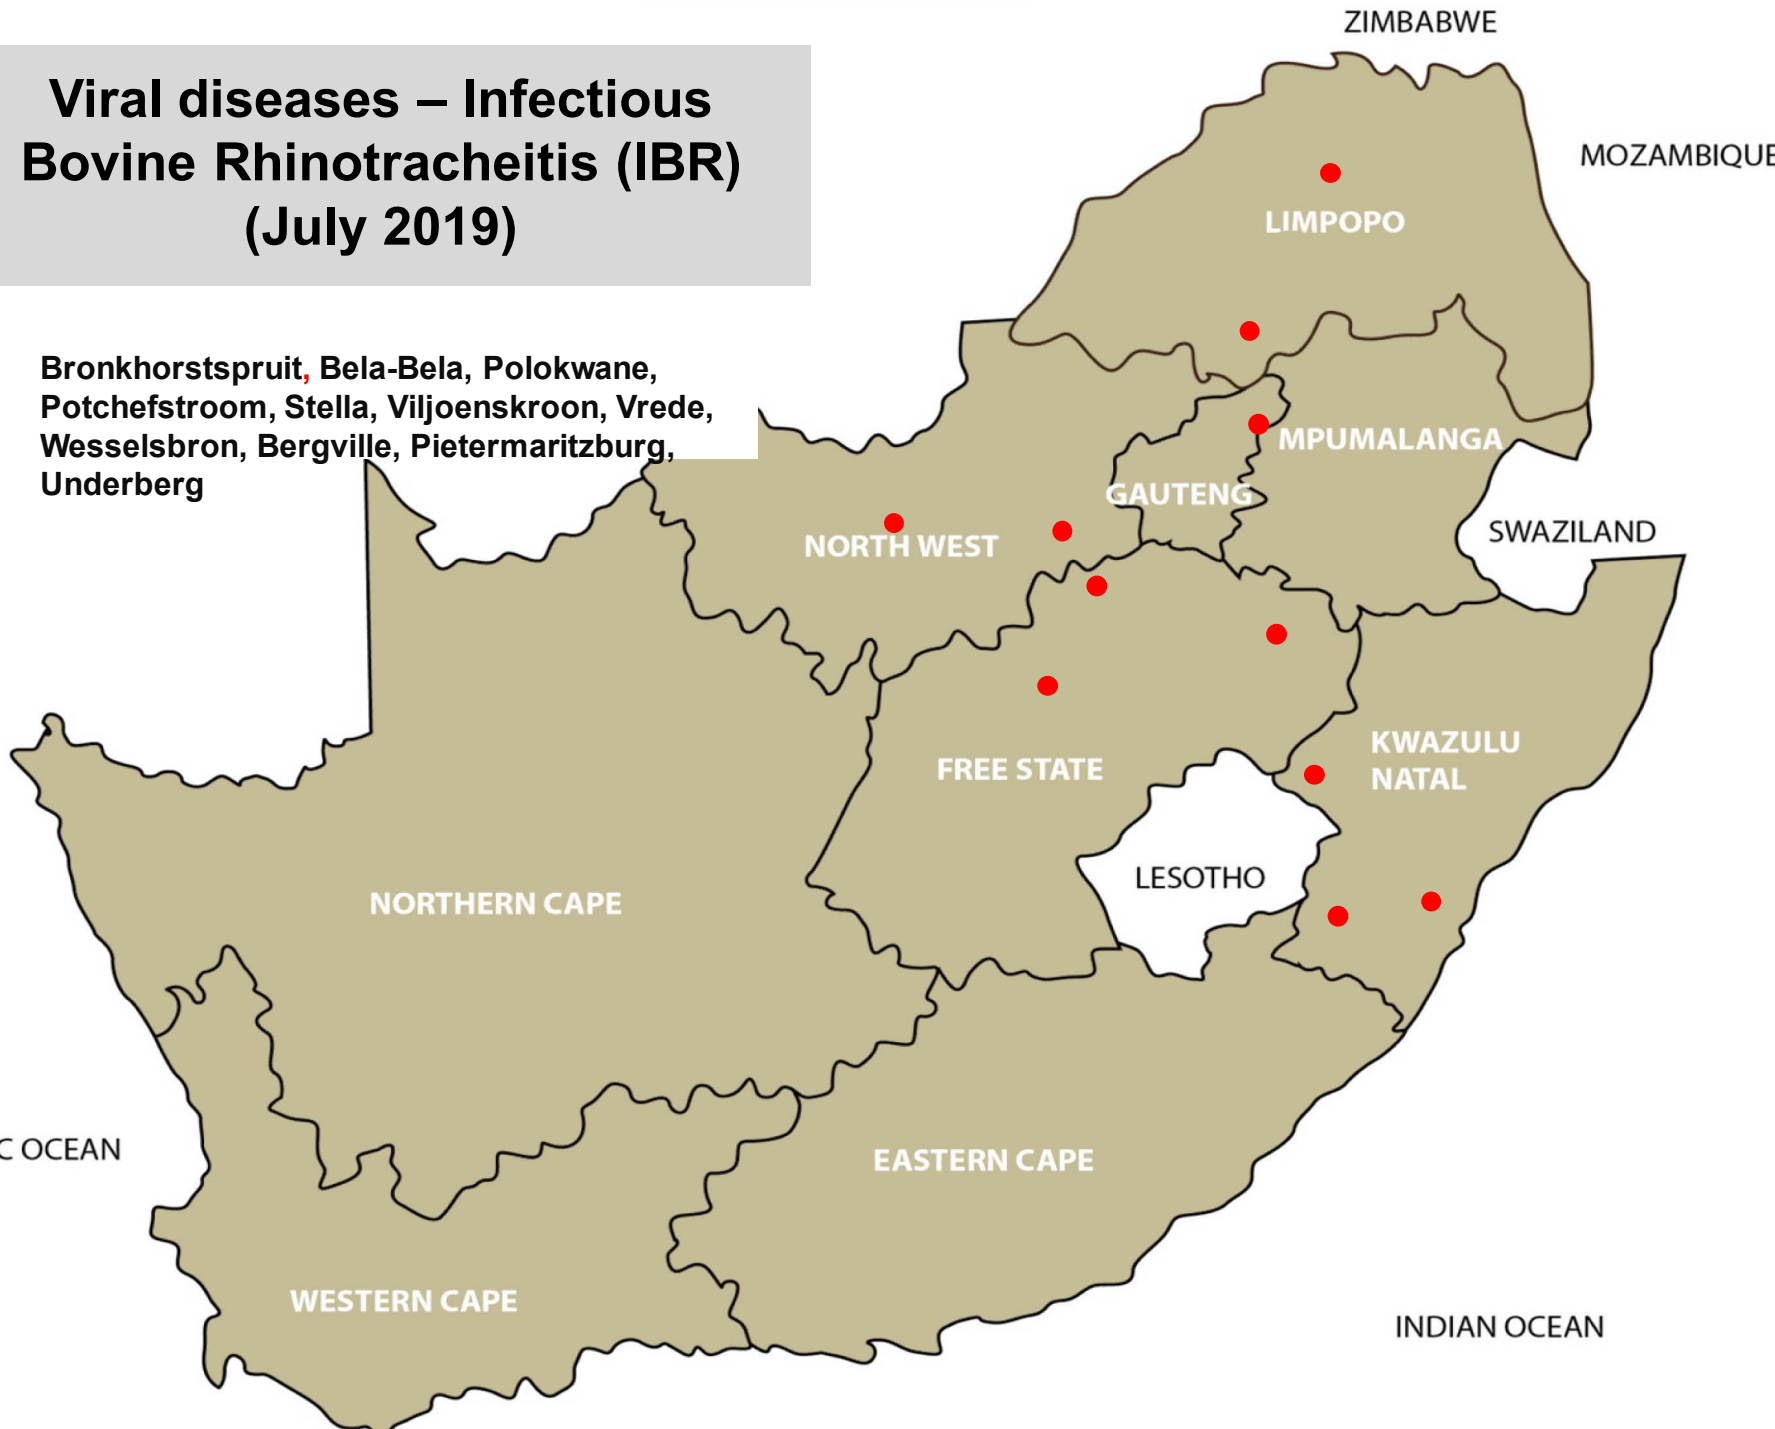 ZIMBABWE
Viral diseases – Infectious
Bovine Rhinotracheitis (IBR)
(July 2019)
MOZAMBIQUE
LIMPOPO
Bronkhorstspruit, Bela-Bela, Polokwane,
Potchefstroom, Stella, Viljoenskroon, Vrede,
Wesselsbron, Bergville, Pietermaritzburg,
Underberg
MPUMALANGA
GAUTENG
SWAZILAND
NORTH WEST
KWAZULU
NATAL
FREE STATE
LESOTHO
NORTHERN CAPE
C OCEAN
EASTERN CAPE
WESTERN CAPE
INDIAN OCEAN